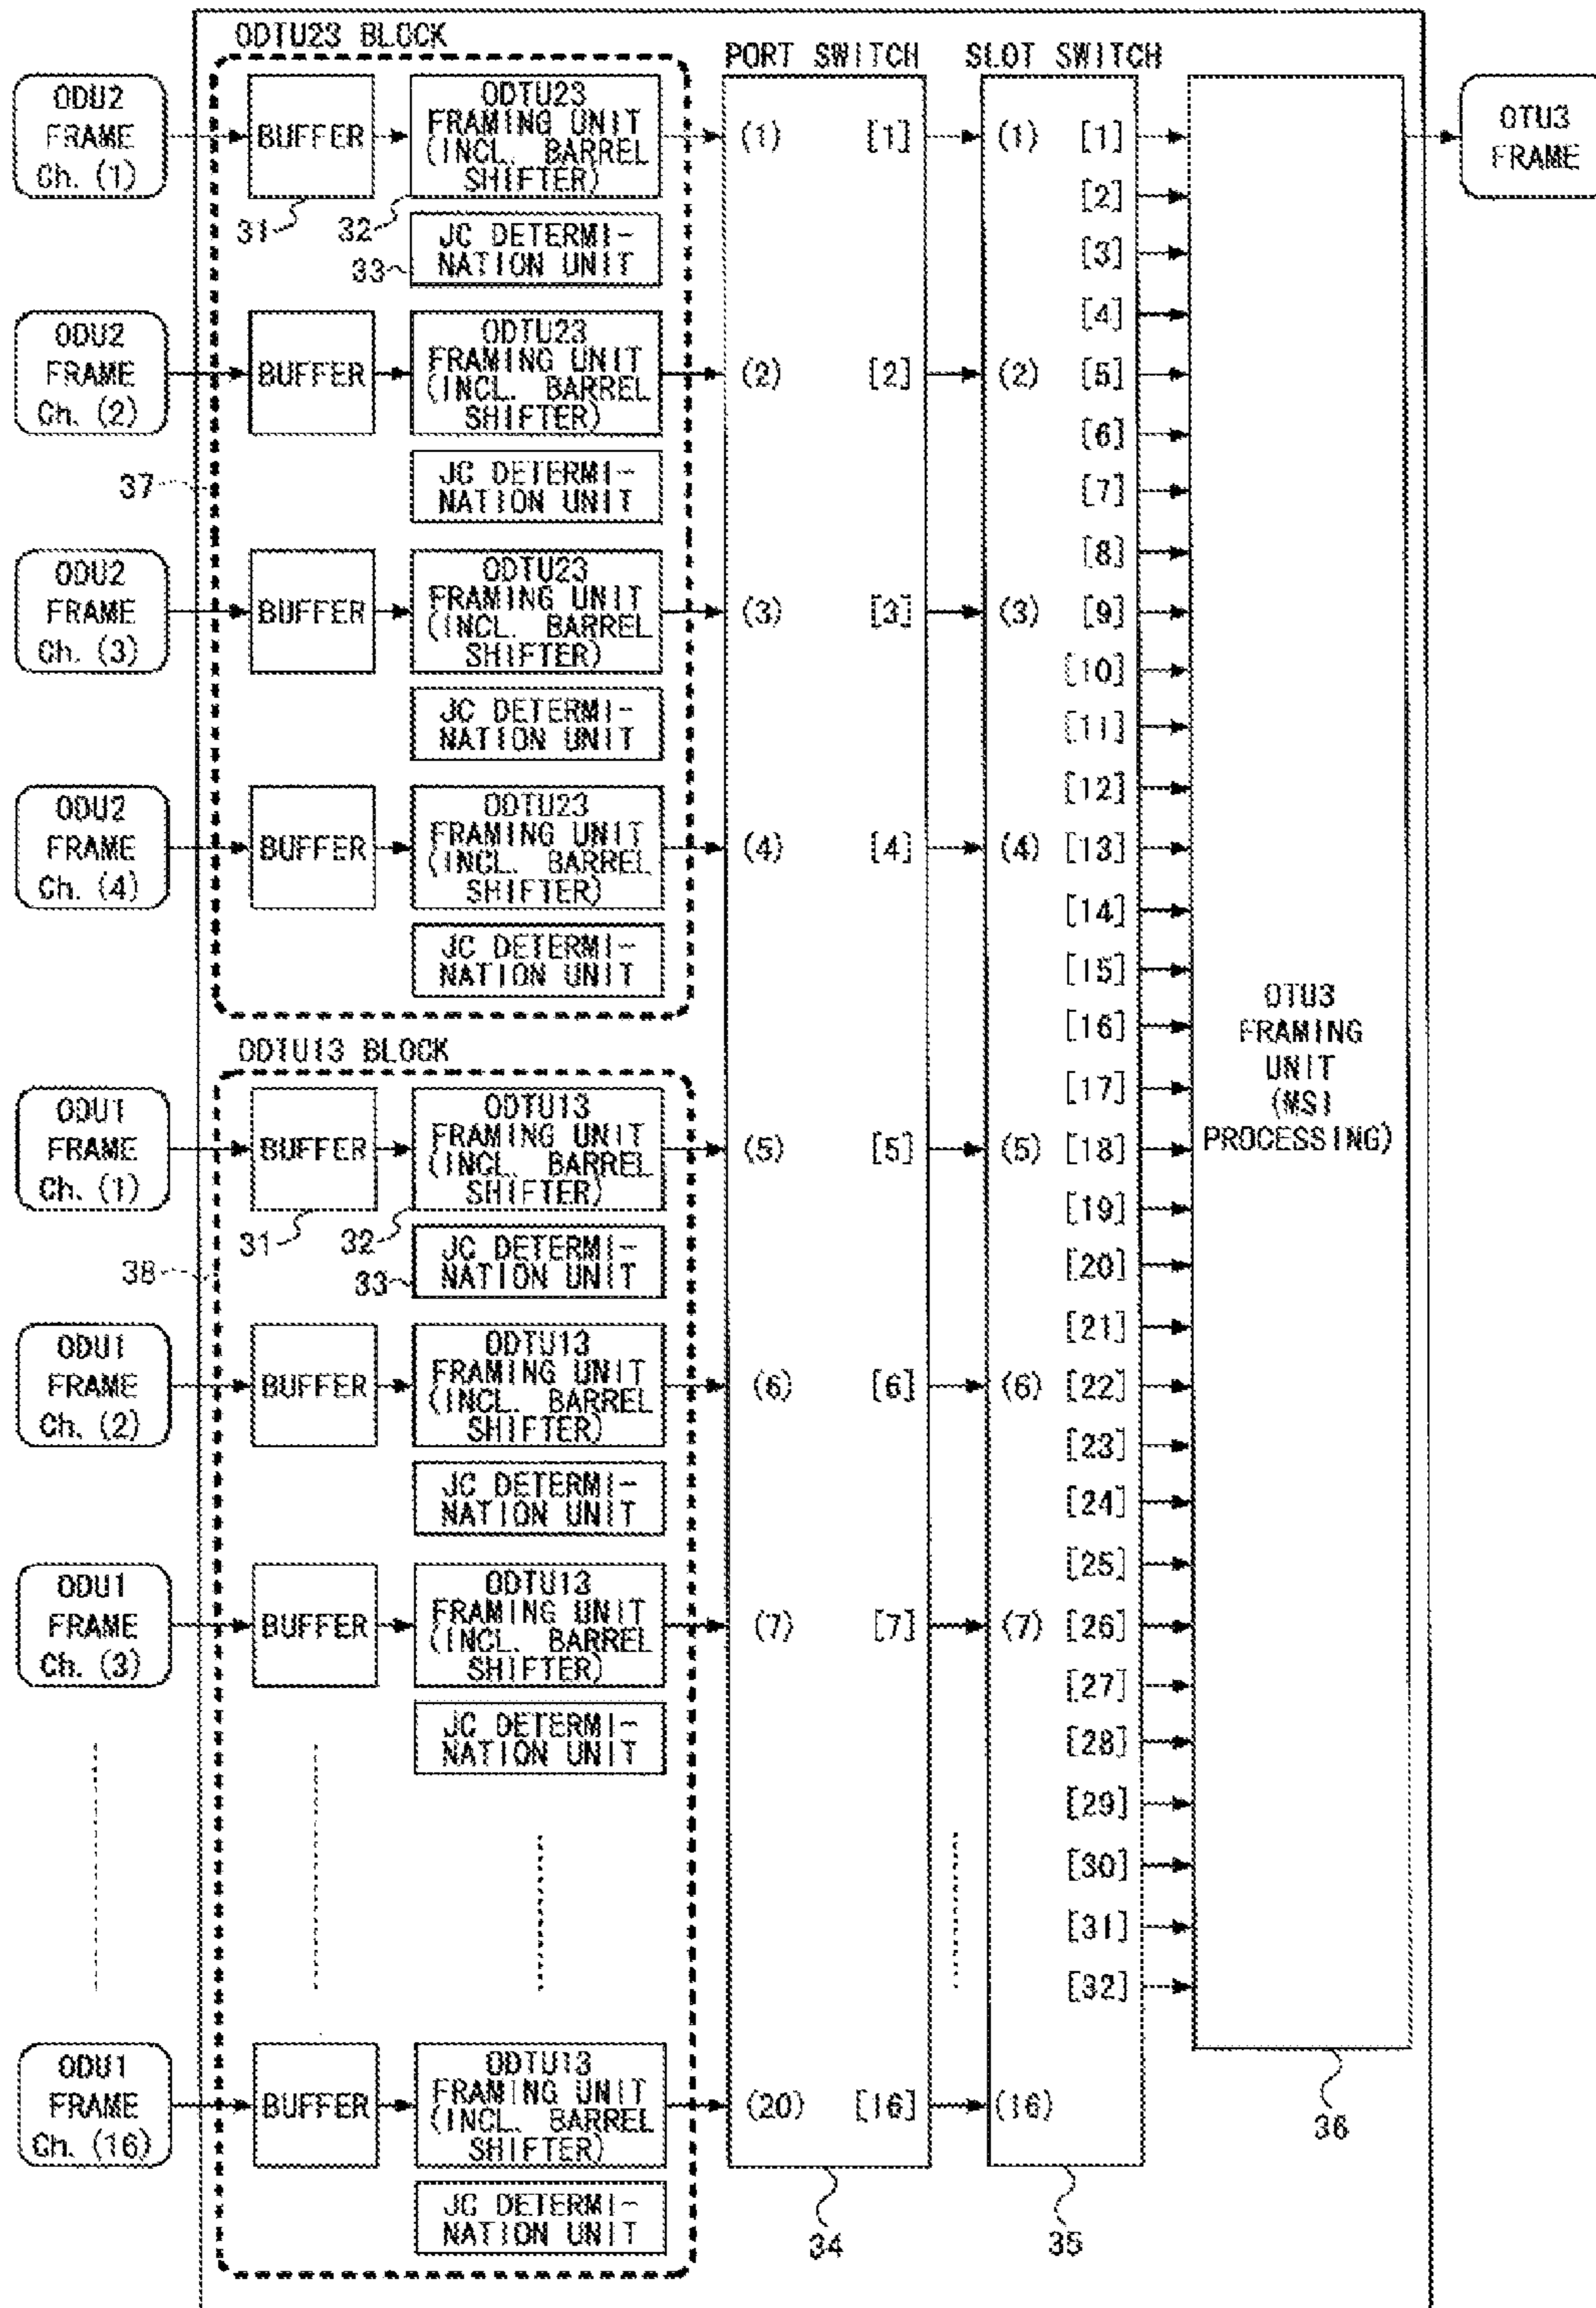 ODTU23 BLOCK
PORT SWITCH
SLOT SWITCH
ODU2
FRAME
Ch. (1)
BUFFER
ODTU23
FRAMING UNIT
(INCL. BARREL
SHIFTER)
31
32
JC DETERMI-
NATION UNIT
33
ODU2
FRAME
Ch. (2)
BUFFER
ODTU23
FRAMING UNIT
(INCL. BARREL
SHIFTER)
JC DETERMI-
NATION UNIT
37
ODU2
FRAME
Ch. (3)
BUFFER
ODTU23
FRAMING UNIT
(INCL. BARREL
SHIFTER)
JC DETERMI-
NATION UNIT
ODU2
FRAME
Ch. (4)
BUFFER
ODTU23
FRAMING UNIT
(INCL. BARREL
SHIFTER)
JC DETERMI-
NATION UNIT
ODTU13 BLOCK
ODU1
FRAME
Ch. (1)
BUFFER
ODTU13
FRAMING UNIT
(INCL. BARREL
SHIFTER)
31
32
JC DETERMI-
NATION UNIT
33
38
ODU1
FRAME
Ch. (2)
BUFFER
ODTU13
FRAMING UNIT
(INCL. BARREL
SHIFTER)
JC DETERMI-
NATION UNIT
ODU1
FRAME
Ch. (3)
BUFFER
ODTU13
FRAMING UNIT
(INCL. BARREL
SHIFTER)
JC DETERMI-
NATION UNIT
ODU1
FRAME
Ch. (16)
BUFFER
ODTU13
FRAMING UNIT
(INCL. BARREL
SHIFTER)
JC DETERMI-
NATION UNIT
(1) [1]
(2) [2]
(3) [3]
(4) [4]
(5) [5]
(6) [6]
(7) [7]
(20) [16]
34
(1) [1]
[2]
[3]
[4]
(2) [5]
[6]
[7]
[8]
(3) [9]
[10]
[11]
[12]
(4) [13]
[14]
[15]
[16]
[17]
(5) [18]
[19]
[20]
[21]
(6) [22]
[23]
[24]
[25]
(7) [26]
[27]
[28]
[29]
[30]
[31]
[32]
(16)
35
OTU3
FRAMING
UNIT
(MSI
PROCESSING)
36
OTU3
FRAME